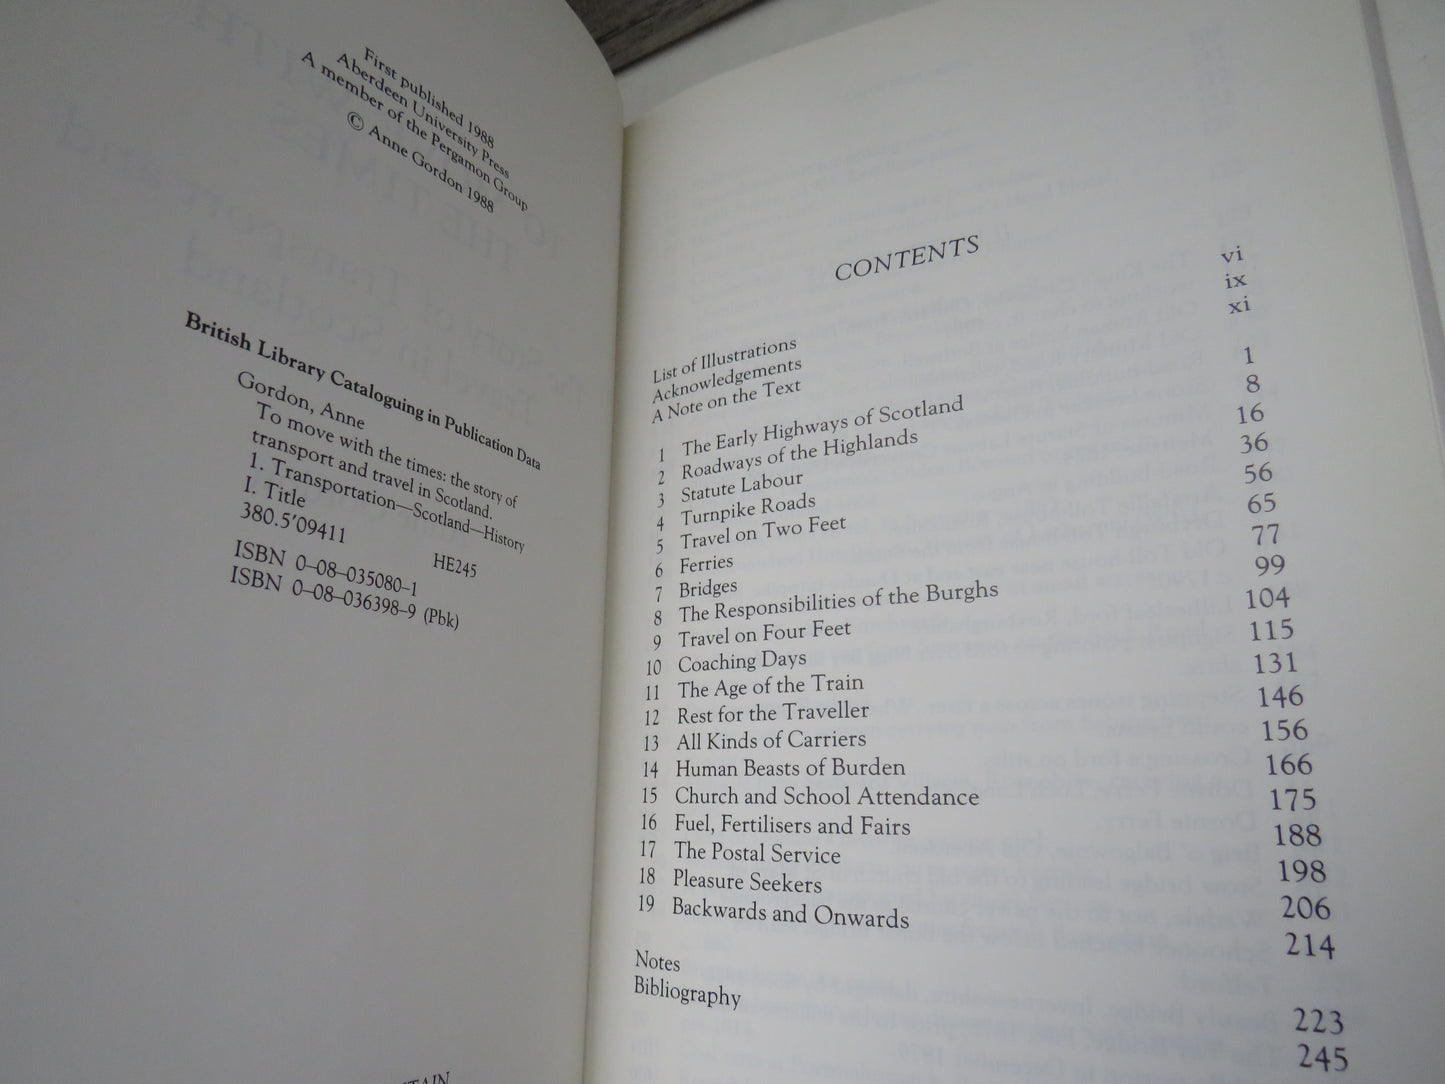 First published 1988
Aberdeen University Press
A member of the Pergamon Group
© Anne Gordon 1988
British Library Cataloguing in Publication Data
Gordon, Anne
To move with the times: the story of
transport and travel in Scotland.
1. Transportation—Scotland—History
I. Title
380.5'09411 HE245
ISBN 0–08–035080–1
ISBN 0–08–036398–9 (Pbk)
CONTENTS
List of Illustrations vi
Acknowledgements ix
A Note on the Text xi
1 The Early Highways of Scotland 1
2 Roadways of the Highlands 8
3 Statute Labour 16
4 Turnpike Roads 36
5 Travel on Two Feet 56
6 Ferries 65
7 Bridges 77
8 The Responsibilities of the Burghs 99
9 Travel on Four Feet 104
10 Coaching Days 115
11 The Age of the Train 131
12 Rest for the Traveller 146
13 All Kinds of Carriers 156
14 Human Beasts of Burden 166
15 Church and School Attendance 175
16 Fuel, Fertilisers and Fairs 188
17 The Postal Service 198
18 Pleasure Seekers 206
19 Backwards and Onwards 214
Notes 223
Bibliography 245